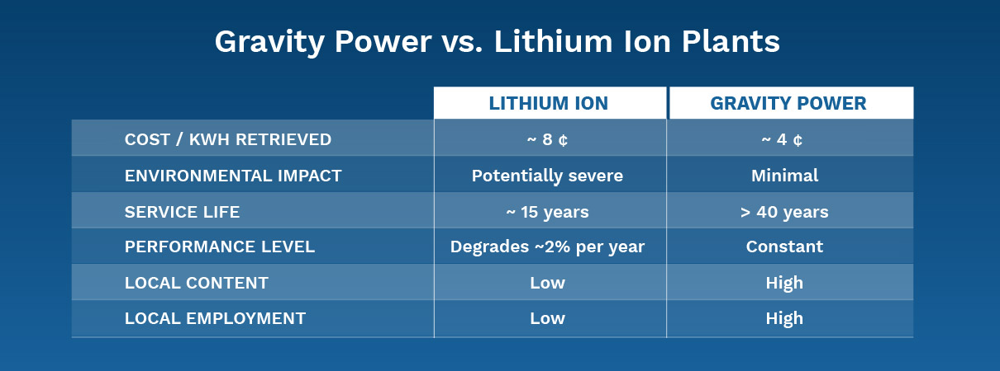 Gravity Power vs. Lithium Ion Plants
LITHIUM ION GRAVITY POWER
COST / KWH RETRIEVED ~ 8 ¢ ~ 4 ¢
ENVIRONMENTAL IMPACT Potentially severe Minimal
SERVICE LIFE ~ 15 years > 40 years
PERFORMANCE LEVEL Degrades ~2% per year Constant
LOCAL CONTENT Low High
LOCAL EMPLOYMENT Low High